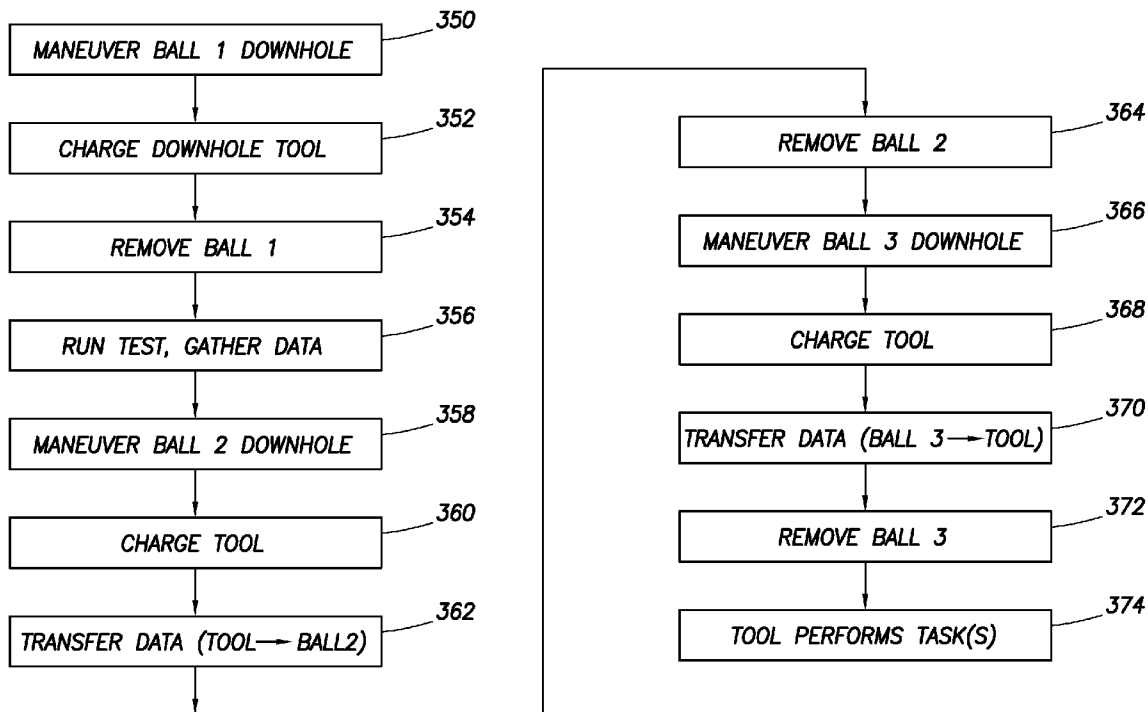 350
MANEUVER BALL 1 DOWNHOLE
352
CHARGE DOWNHOLE TOOL
354
REMOVE BALL 1
356
RUN TEST, GATHER DATA
358
MANEUVER BALL 2 DOWNHOLE
360
CHARGE TOOL
362
TRANSFER DATA (TOOL → BALL2)
364
REMOVE BALL 2
366
MANEUVER BALL 3 DOWNHOLE
368
CHARGE TOOL
370
TRANSFER DATA (BALL 3 → TOOL)
372
REMOVE BALL 3
374
TOOL PERFORMS TASK(S)